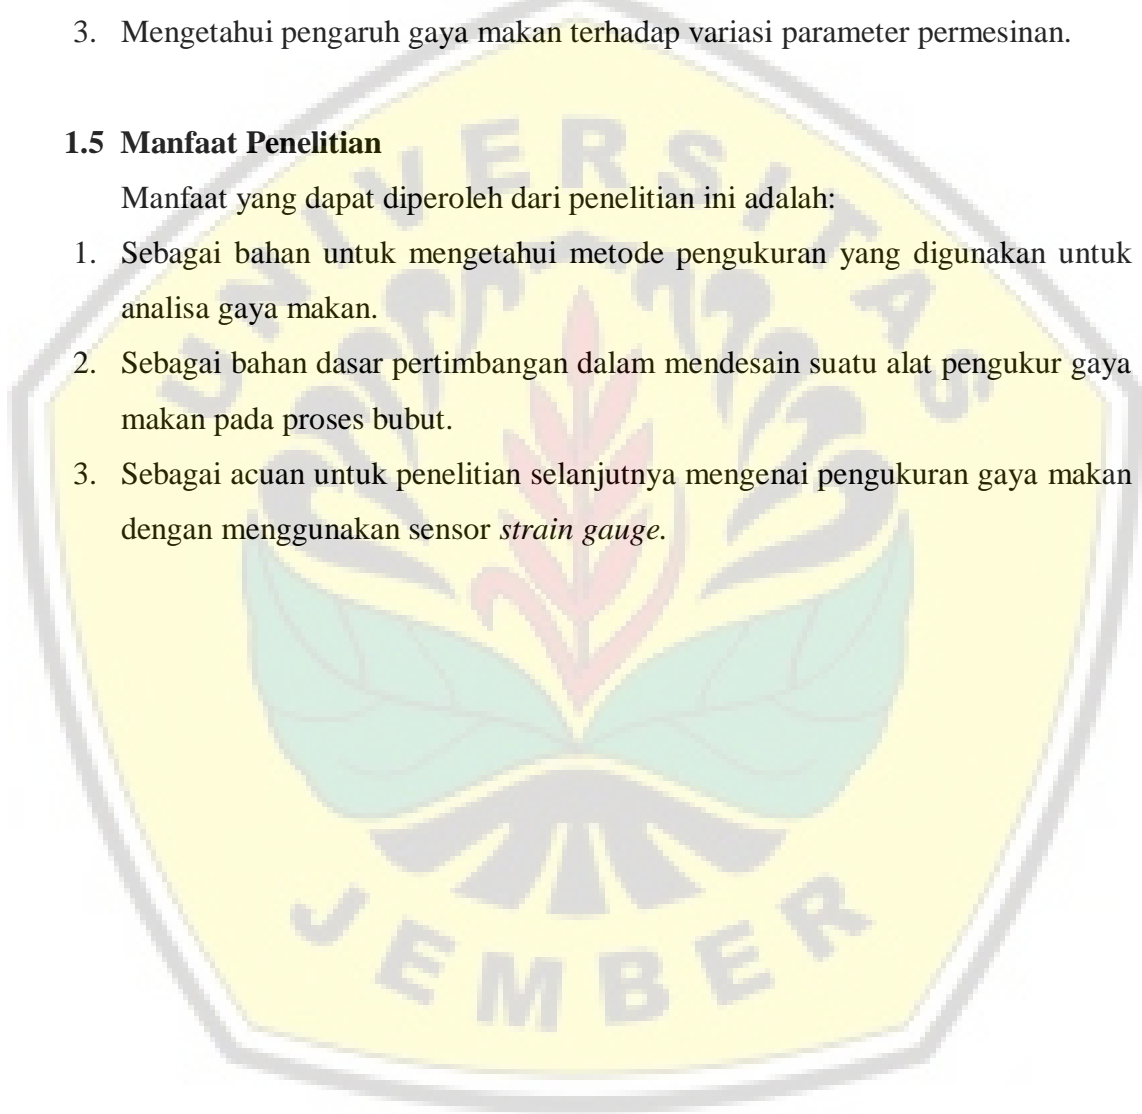 3. Mengetahui pengaruh gaya makan terhadap variasi parameter permesinan.
1.5 Manfaat Penelitian
Manfaat yang dapat diperoleh dari penelitian ini adalah:
1. Sebagai bahan untuk mengetahui metode pengukuran yang digunakan untuk
analisa gaya makan.
2. Sebagai bahan dasar pertimbangan dalam mendesain suatu alat pengukur gaya
makan pada proses bubut.
3. Sebagai acuan untuk penelitian selanjutnya mengenai pengukuran gaya makan
dengan menggunakan sensor strain gauge.
UNIVERSITAS
JEMBER